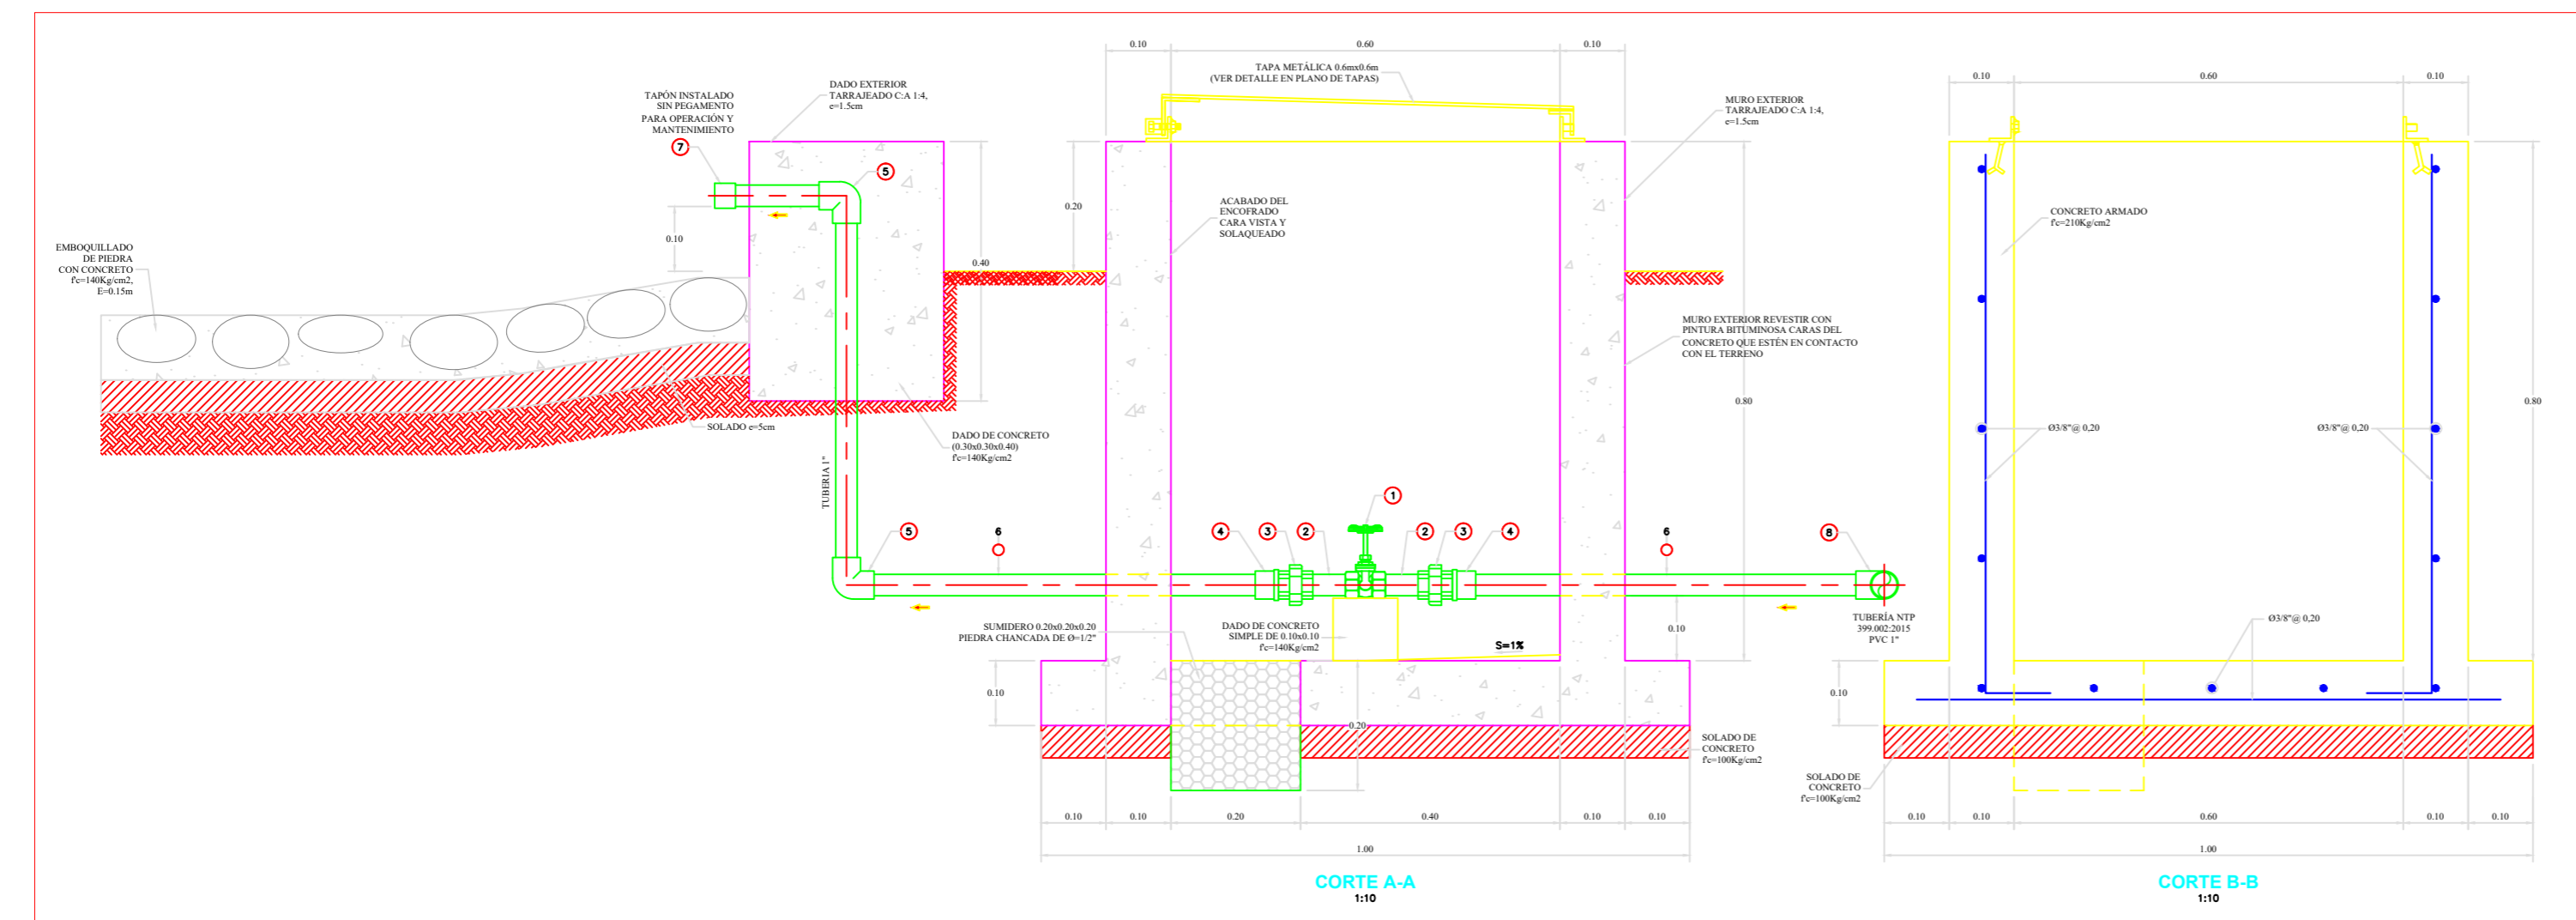 0.10
0.60
0.10
TAPA METÁLICA 0.6mx0.6m
(VER DETALLE EN PLANO DE TAPAS)
DADO EXTERIOR
TARRAJEADO C:A 1:4,
e=1.5cm
TAPÓN INSTALADO
SIN PEGAMENTO
PARA OPERACIÓN Y
MANTENIMIENTO
7
5
MURO EXTERIOR
TARRAJEADO C:A 1:4,
e=1.5cm
0.20
ACABADO DEL
ENCOFRADO
CARA VISTA Y
SOLAQUEADO
0.10
0.40
EMBOQUILLADO
DE PIEDRA
CON CONCRETO
f'c=140Kg/cm2,
E=0.15m
MURO EXTERIOR REVESTIR CON
PINTURA BITUMINOSA CARAS DEL
CONCRETO QUE ESTÉN EN CONTACTO
CON EL TERRENO
0.80
SOLADO e=5cm
DADO DE CONCRETO
(0.30x0.30x0.40)
f'c=140Kg/cm2
TUBERÍA 1"
5
6
4
3
2
1
2
3
4
6
8
TUBERÍA NTP
399.002:2015
PVC 1"
SUMIDERO 0.20x0.20x0.20
PIEDRA CHANCADA DE Ø=1/2"
DADO DE CONCRETO
SIMPLE DE 0.10x0.10
f'c=140Kg/cm2
S=1%
0.10
0.10
0.20
SOLADO DE
CONCRETO
f'c=100Kg/cm2
0.10
0.10
0.20
0.40
0.10
0.10
1.00
CORTE A-A
1:10
0.10
0.60
0.10
CONCRETO ARMADO
f'c=210Kg/cm2
0.80
Ø3/8"@ 0,20
Ø3/8"@ 0,20
Ø3/8"@ 0,20
0.10
SOLADO DE
CONCRETO
f'c=100Kg/cm2
0.10
0.10
0.60
0.10
0.10
1.00
CORTE B-B
1:10